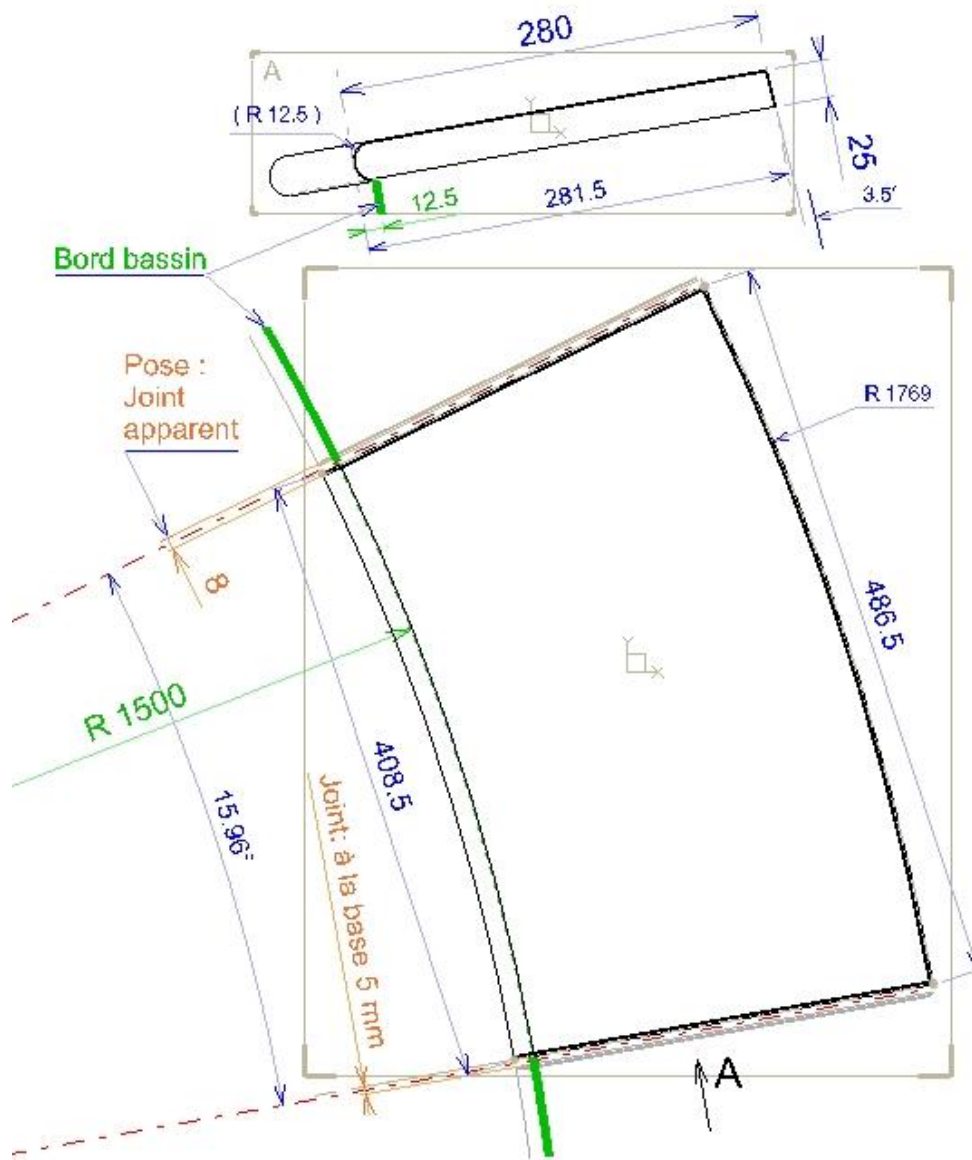 280
A
Y
X
( R 12.5 )
25
12.5
281.5
3.5'
Bord bassin
Pose :
Joint
apparent
R 1769
8
486.5
Y
X
R 1500
408.5
15.96°
Joint: à la base 5 mm
A